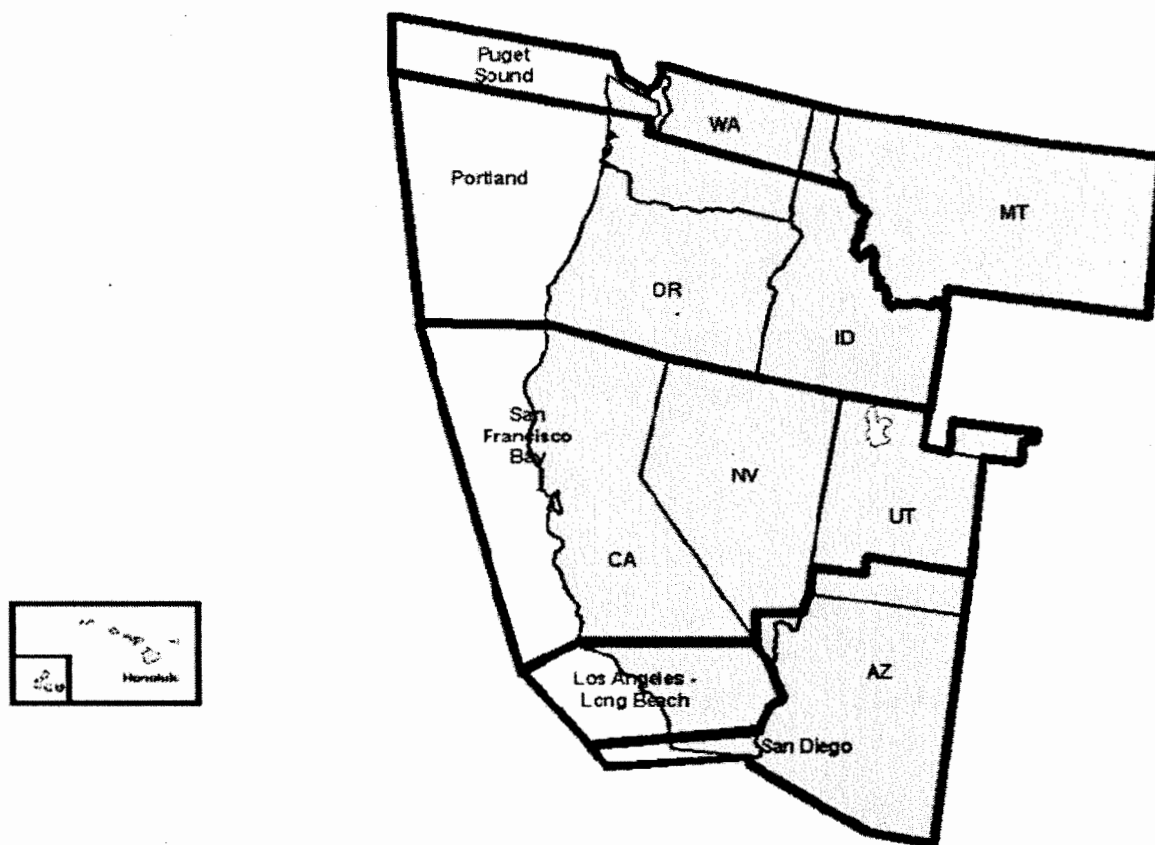 Puget
Sound
WA
Portland
MT
OR
ID
San
Francisco
Bay
NV
UT
CA
Honolulu
Los Angeles -
Long Beach
AZ
San Diego